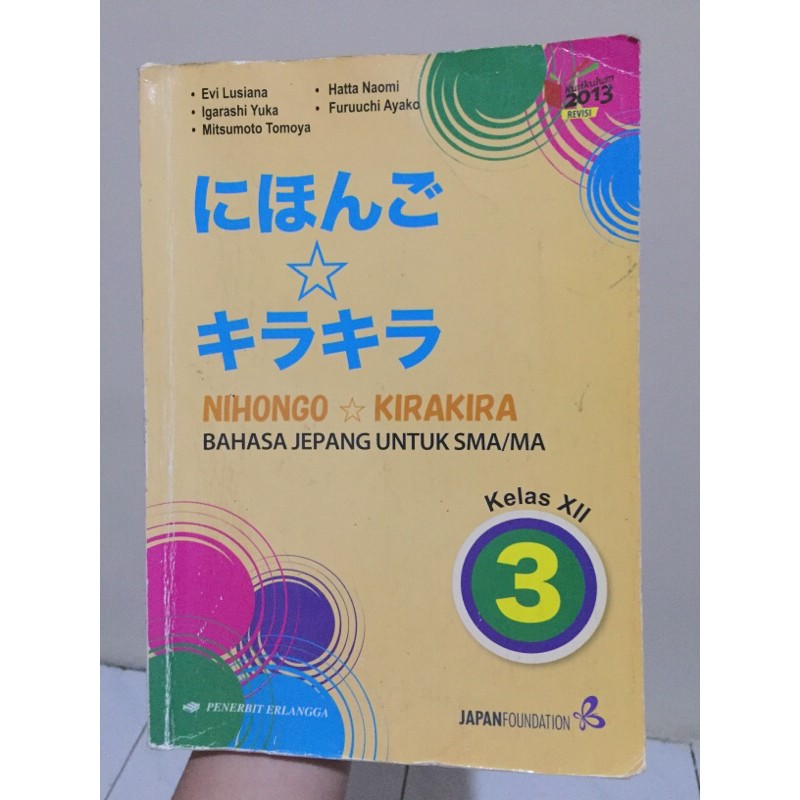 • Evi Lusiana
• Igarashi Yuka
• Mitsumoto Tomoya
• Hatta Naomi
• Furuuchi Ayako
Kurikulum
2013
REVISI
にほんご
☆
キラキラ
NIHONGO ☆ KIRAKIRA
BAHASA JEPANG UNTUK SMA/MA
Kelas XII
3
PENERBIT ERLANGGA
JAPANFOUNDATION